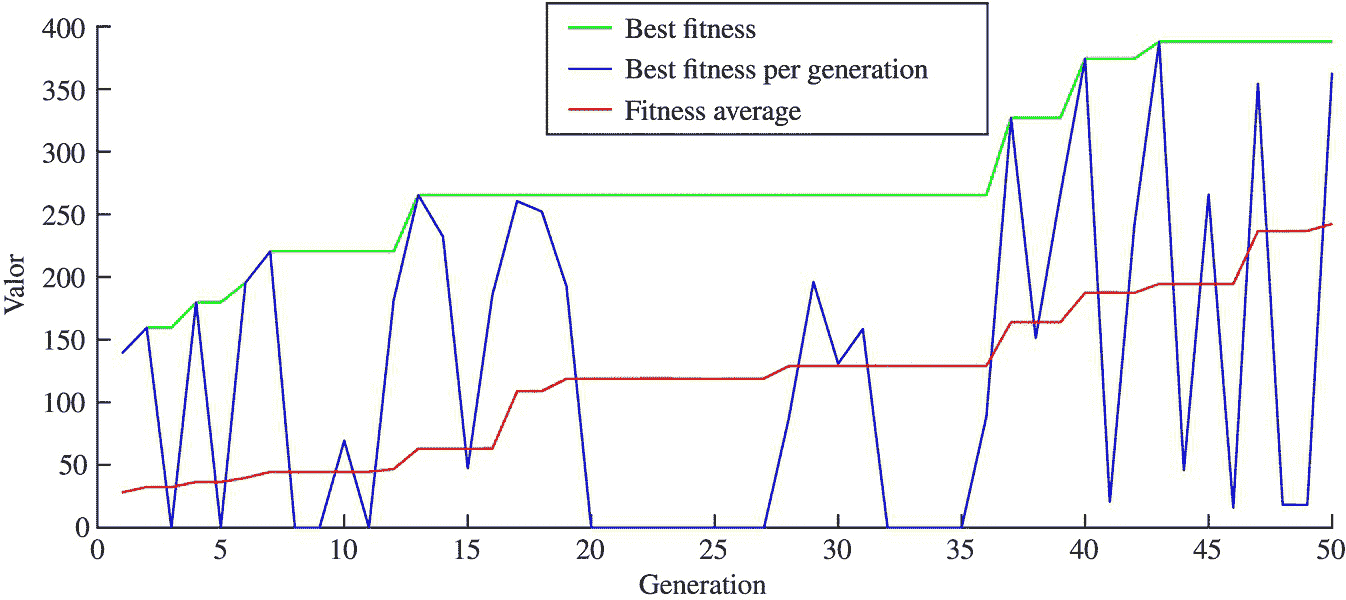 Best fitness
Best fitness per generation
Fitness average
Valor
400
350
300
250
200
150
100
50
0
0 5 10 15 20 25 30 35 40 45 50
Generation